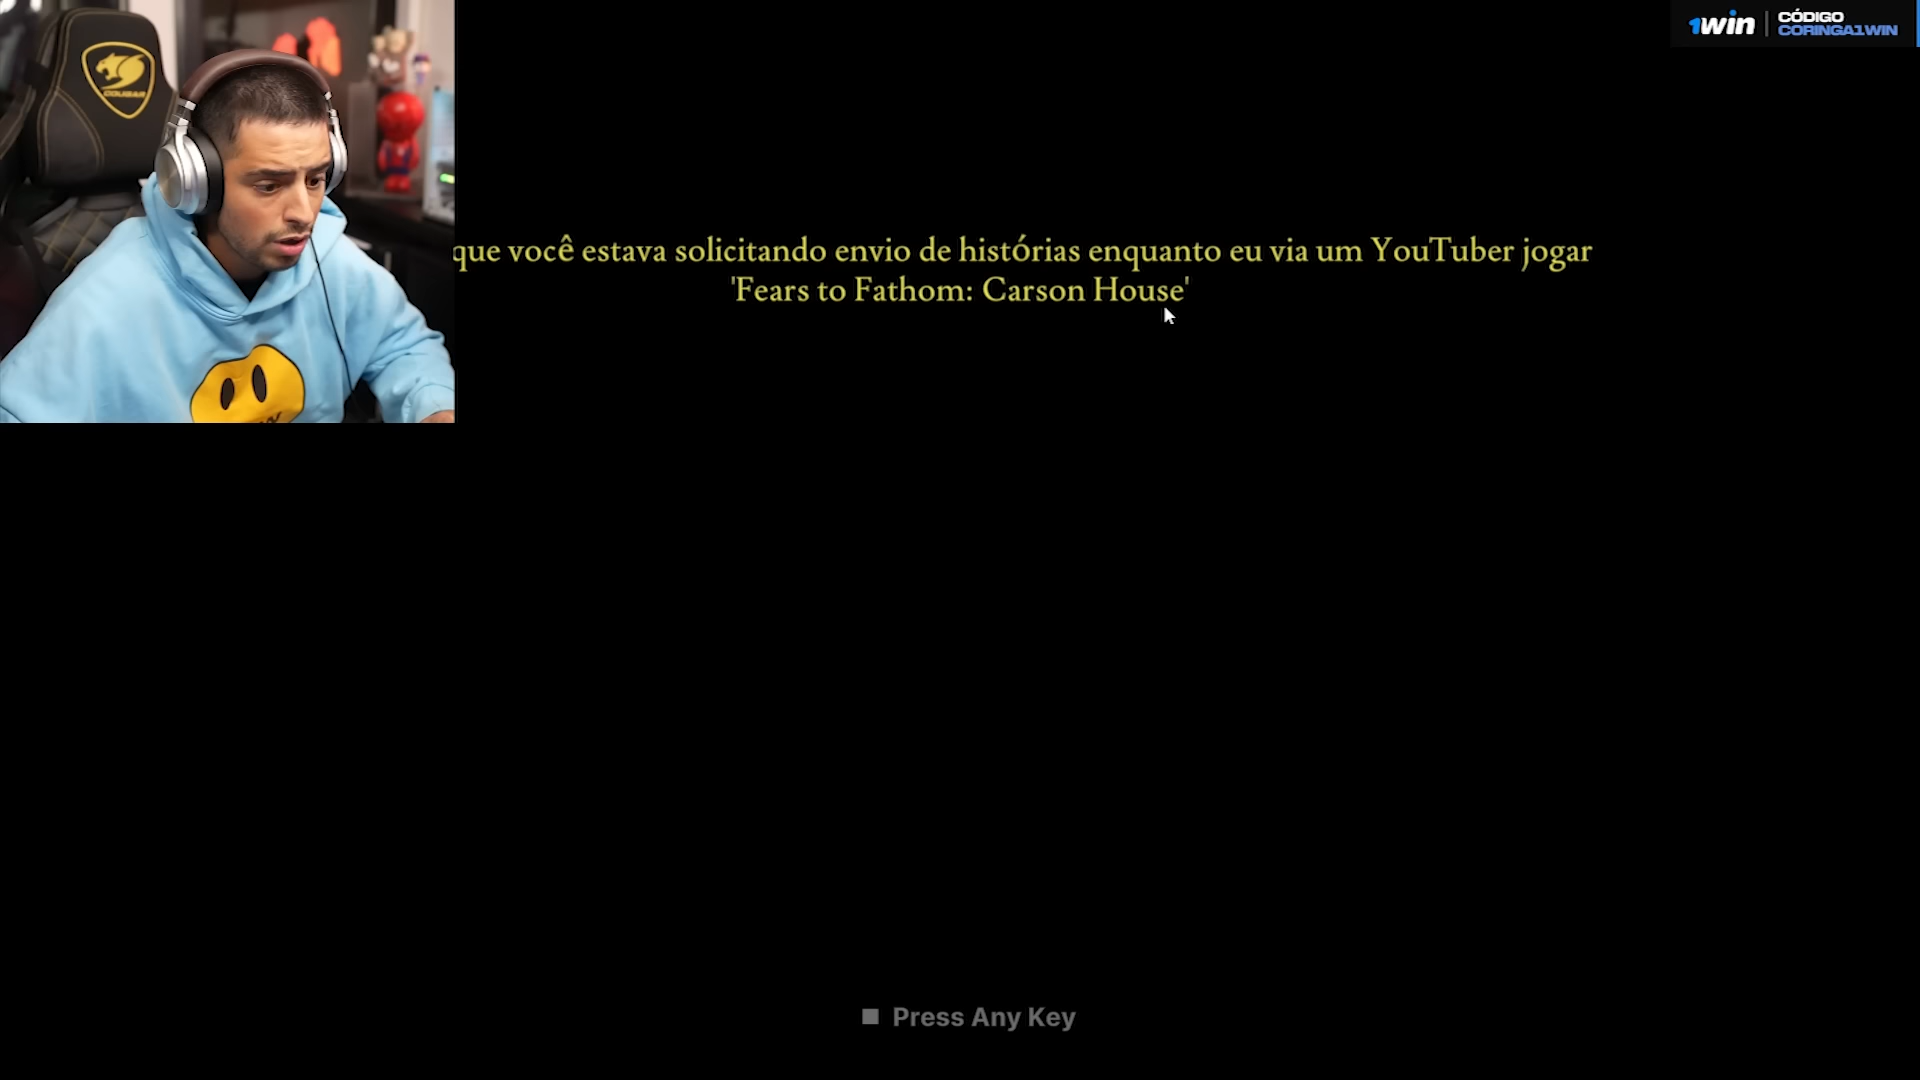 1win | CÓDIGO
CORINGA1WIN
COUGAR
que você estava solicitando envio de histórias enquanto eu via um YouTuber jogar
'Fears to Fathom: Carson House'
Press Any Key